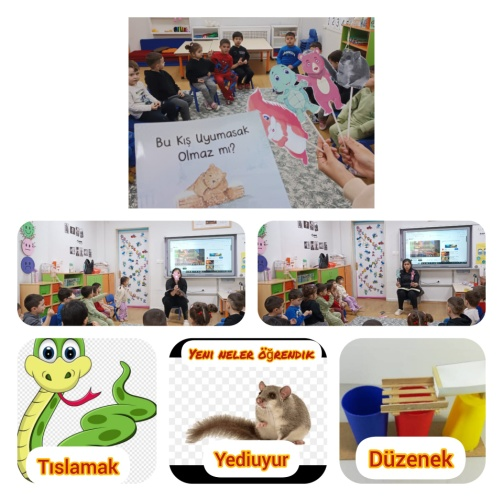 Bu Kış Uyumasak
Olmaz mı?
YENI NELER ÖĞRENDIK
Tıslamak
Yediuyur
Düzenek